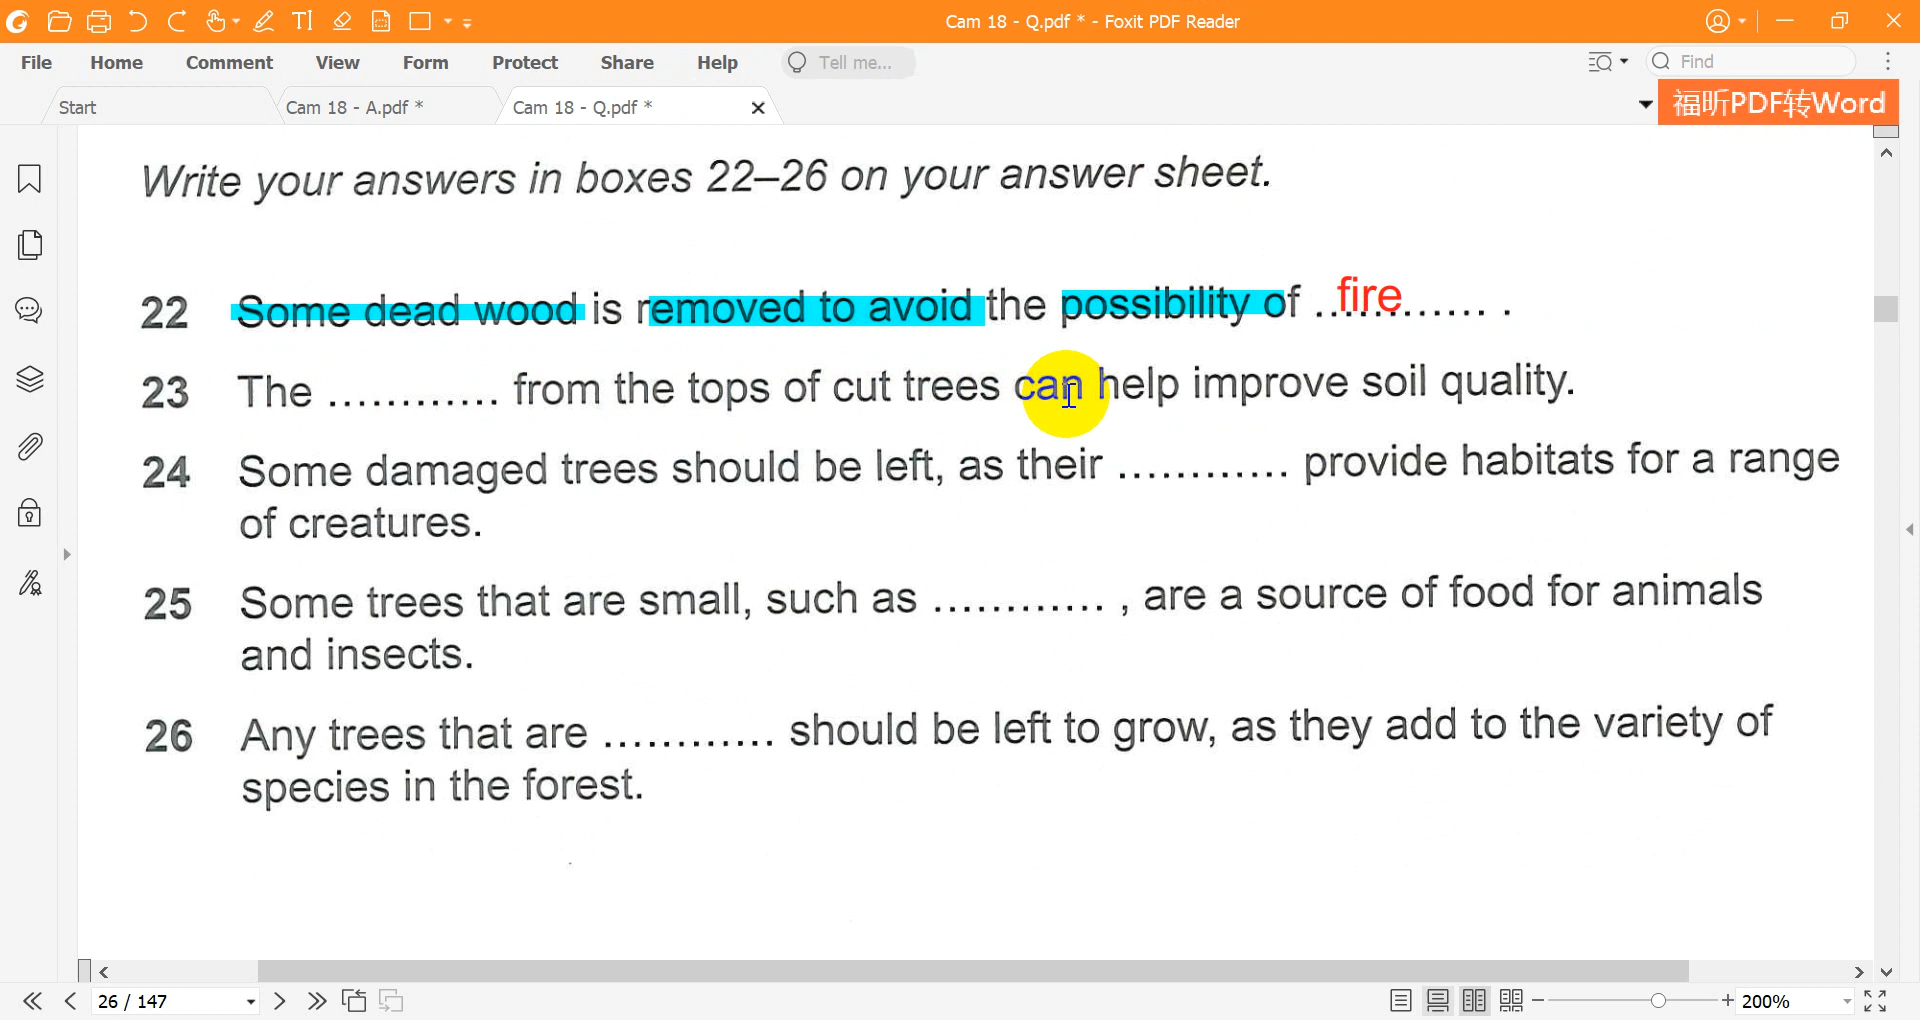 Cam 18 - Q.pdf * - Foxit PDF Reader
File Home Comment View Form Protect Share Help Tell me... Find
Start Cam 18 - A.pdf * Cam 18 - Q.pdf * 福昕PDF转Word
Write your answers in boxes 22–26 on your answer sheet.
22 Some dead wood is removed to avoid the possibility of ....fire.......... .
23 The ............ from the tops of cut trees can help improve soil quality.
24 Some damaged trees should be left, as their ............ provide habitats for a range
of creatures.
25 Some trees that are small, such as ............ , are a source of food for animals
and insects.
26 Any trees that are ............ should be left to grow, as they add to the variety of
species in the forest.
26 / 147 200%